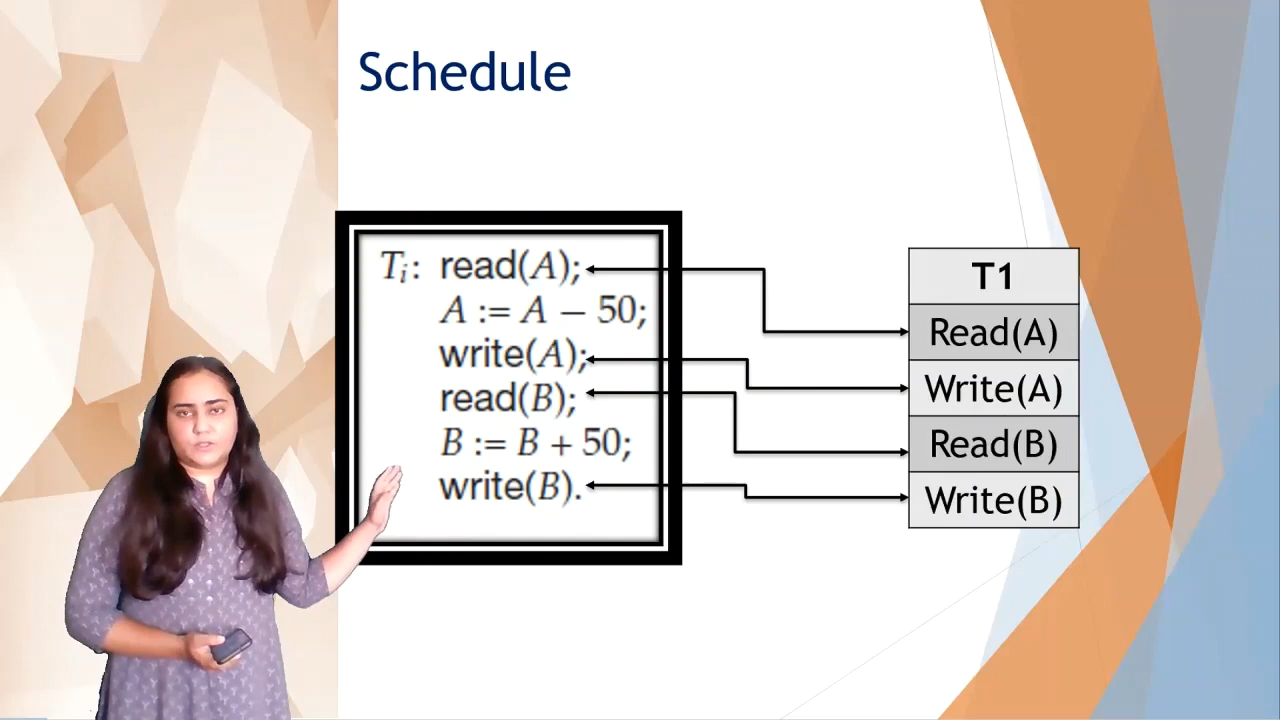 Schedule
Tᵢ: read(A);
A := A − 50;
write(A);
read(B);
B := B + 50;
write(B).
T1
Read(A)
Write(A)
Read(B)
Write(B)